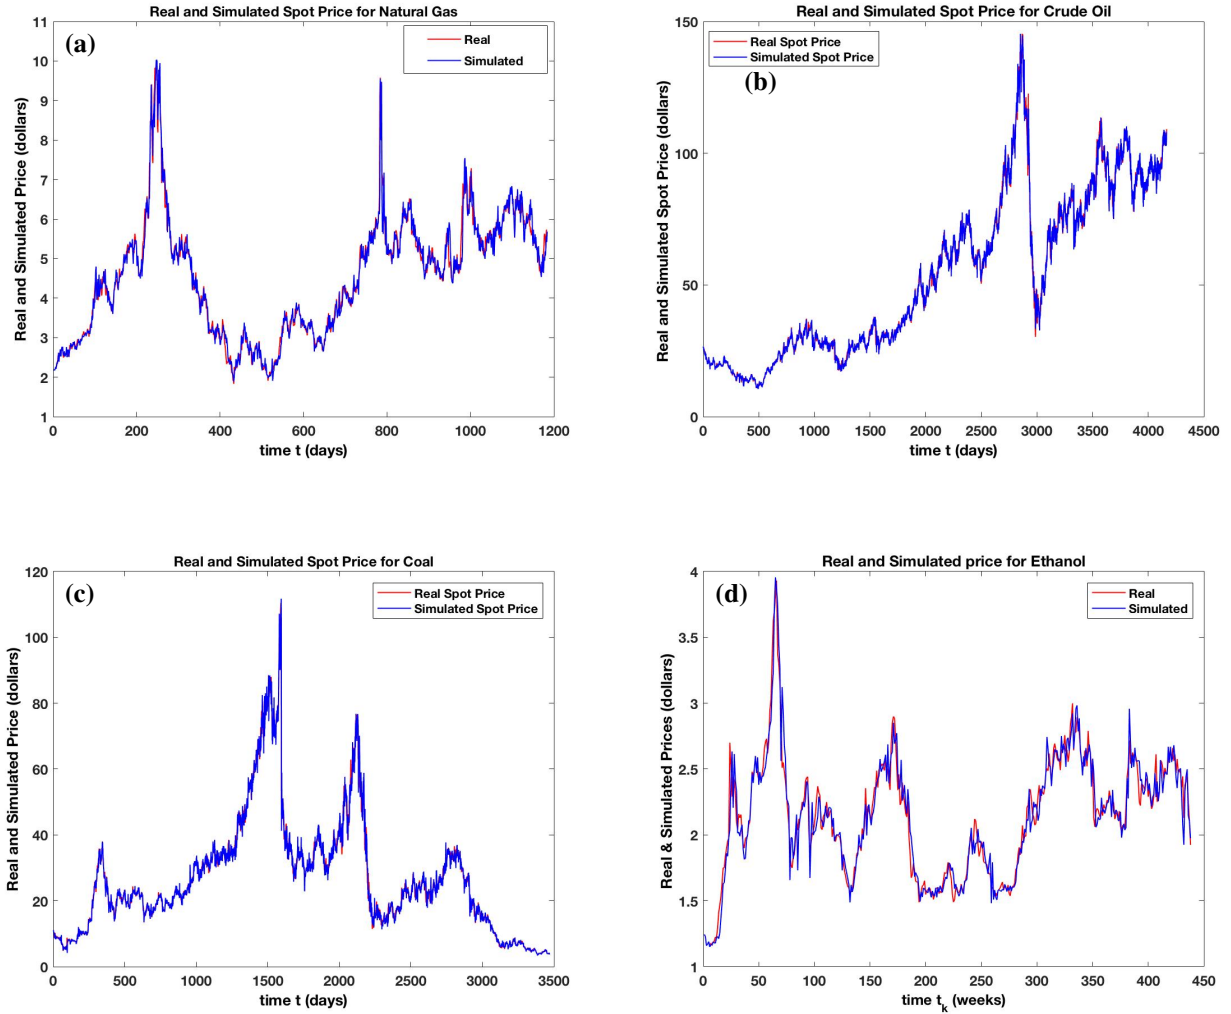 Real and Simulated Spot Price for Natural Gas
(a)
Real
Simulated
Real and Simulated Price (dollars)
11
10
9
8
7
6
5
4
3
2
1
0 200 400 600 800 1000 1200
time t (days)
Real and Simulated Spot Price for Crude Oil
Real Spot Price
Simulated Spot Price
(b)
Real and Simulated Spot Price (dollars)
150
100
50
0
0 500 1000 1500 2000 2500 3000 3500 4000 4500
time t (days)
Real and Simulated Spot Price for Coal
(c)
Real Spot Price
Simulated Spot Price
Real and Simulated Price (dollars)
120
100
80
60
40
20
0
0 500 1000 1500 2000 2500 3000 3500
time t (days)
Real and Simulated price for Ethanol
(d)
Real
Simulated
Real & Simulated Prices (dollars)
4
3.5
3
2.5
2
1.5
1
0 50 100 150 200 250 300 350 400 450
time t_k (weeks)